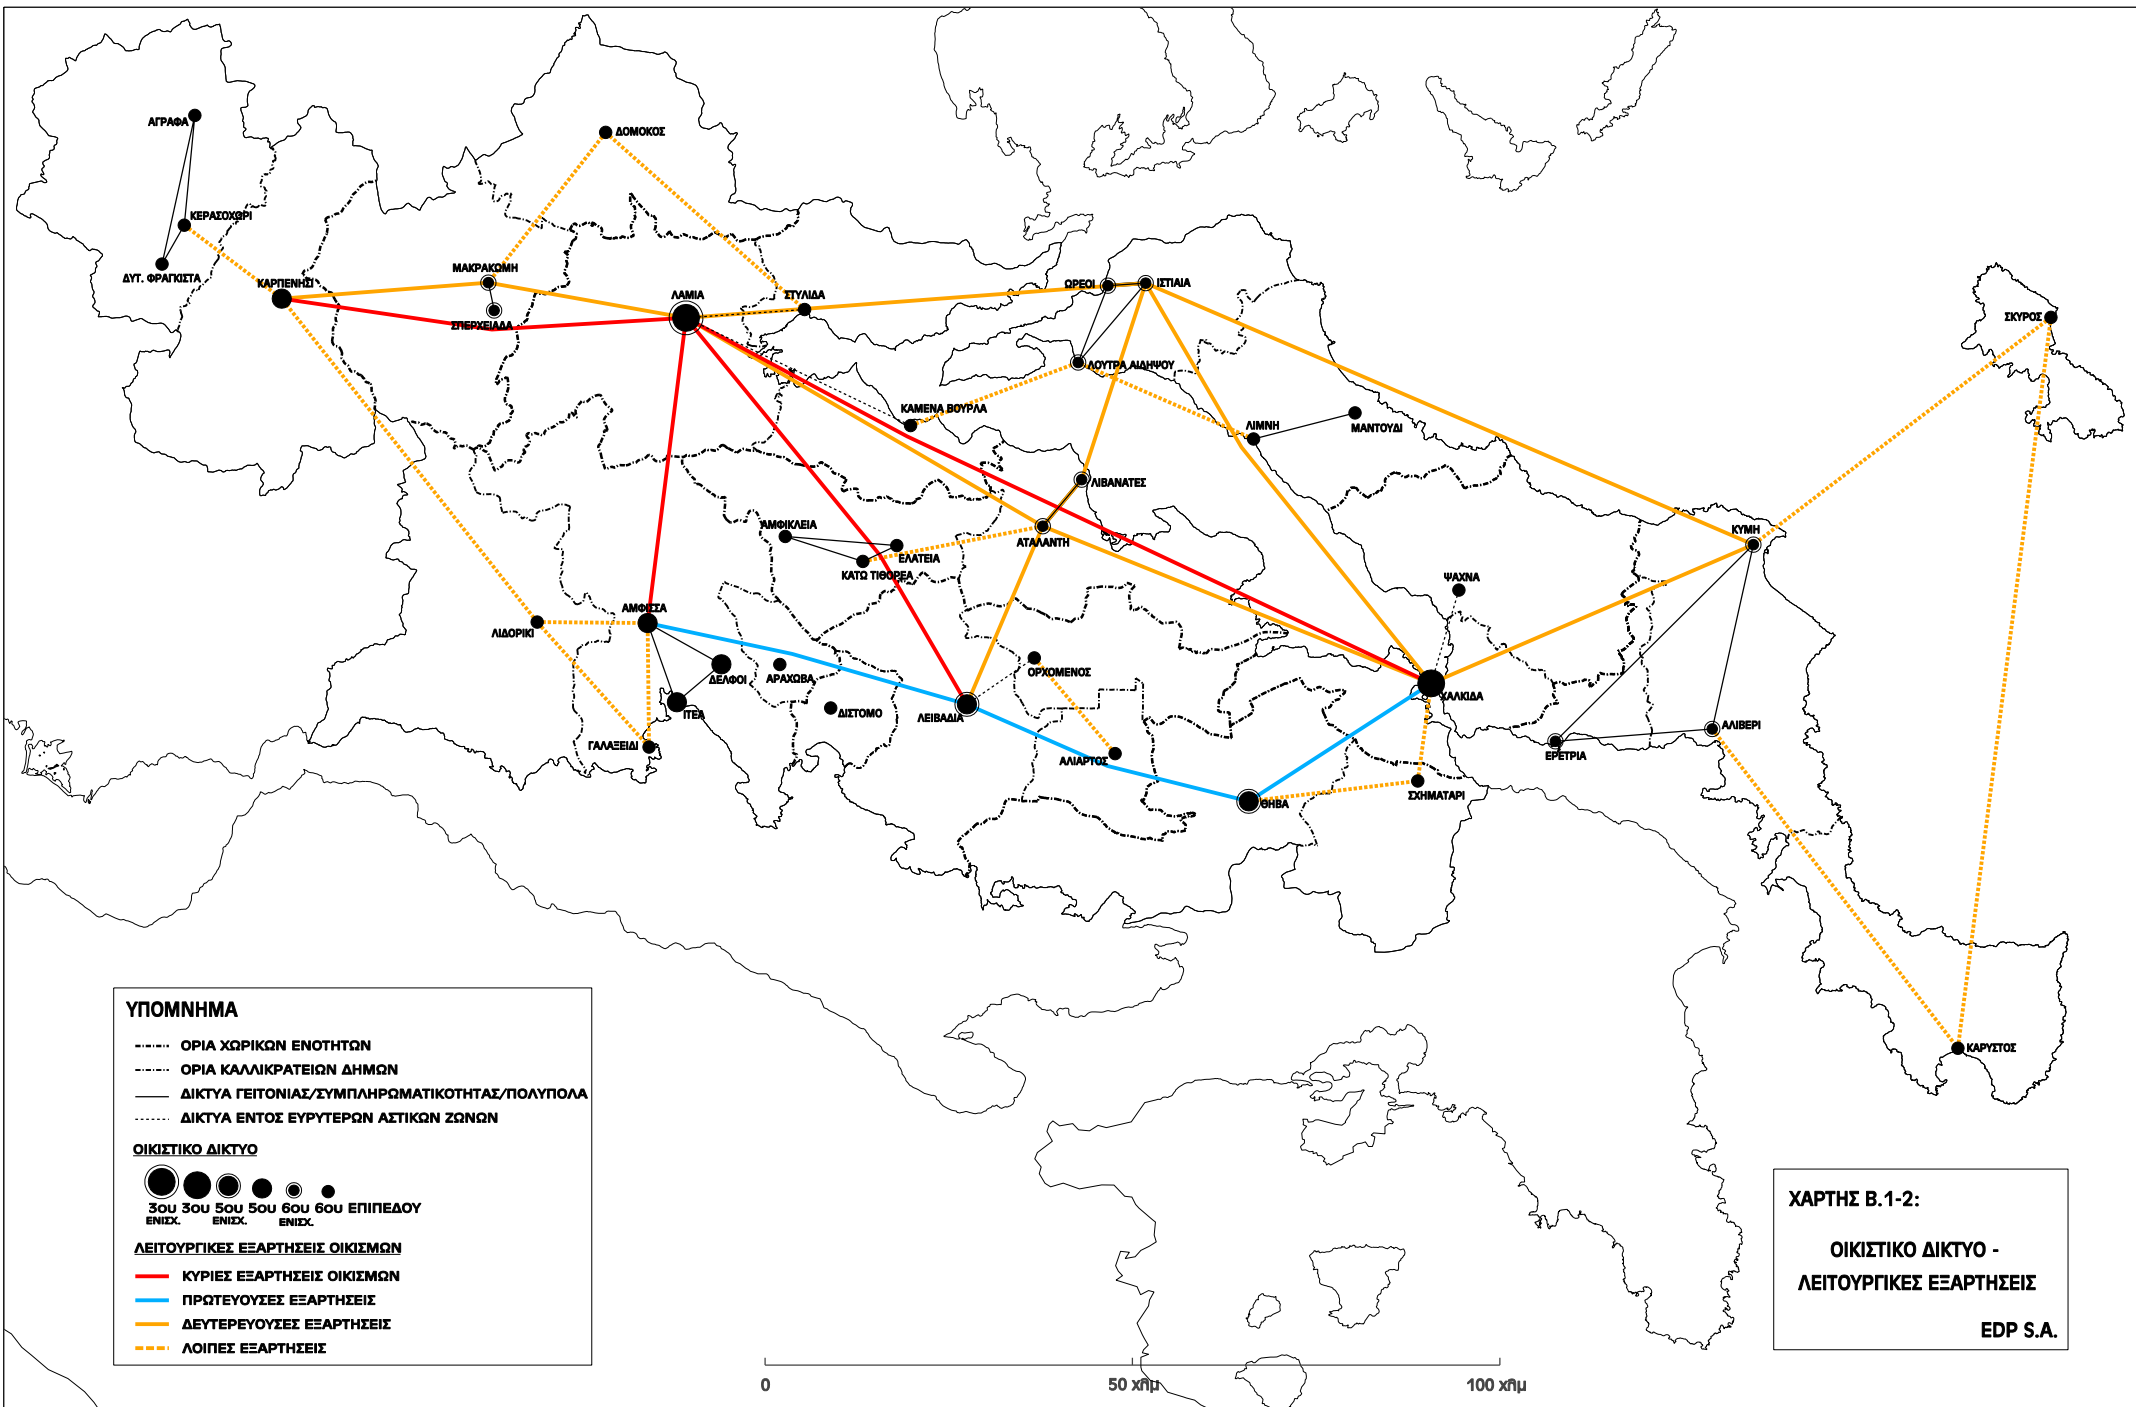 ΑΓΡΑΦΑ
ΔΟΜΟΚΟΣ
ΚΕΡΑΣΟΧΩΡΙ
ΔΥΤ. ΦΡΑΓΚΙΣΤΑ
ΚΑΡΠΕΝΗΣΙ
ΜΑΚΡΑΚΩΜΗ
ΣΠΕΡΧΕΙΑΔΑ
ΛΑΜΙΑ
ΣΤΥΛΙΔΑ
ΩΡΕΟΙ
ΙΣΤΙΑΙΑ
ΣΚΥΡΟΣ
ΛΟΥΤΡΑ ΑΙΔΗΨΟΥ
ΚΑΜΕΝΑ ΒΟΥΡΛΑ
ΛΙΜΝΗ
ΜΑΝΤΟΥΔΙ
ΛΙΒΑΝΑΤΕΣ
ΑΜΦΙΚΛΕΙΑ
ΑΤΑΛΑΝΤΗ
ΚΥΜΗ
ΕΛΑΤΕΙΑ
ΚΑΤΩ ΤΙΘΟΡΕΑ
ΨΑΧΝΑ
ΑΜΦΙΣΣΑ
ΛΙΔΟΡΙΚΙ
ΔΕΛΦΟΙ
ΑΡΑΧΩΒΑ
ΟΡΧΟΜΕΝΟΣ
ΧΑΛΚΙΔΑ
ΙΤΕΑ
ΔΙΣΤΟΜΟ
ΛΕΙΒΑΔΙΑ
ΑΛΙΒΕΡΙ
ΓΑΛΑΞΕΙΔΙ
ΑΛΙΑΡΤΟΣ
ΕΡΕΤΡΙΑ
ΣΧΗΜΑΤΑΡΙ
ΘΗΒΑ
ΚΑΡΥΣΤΟΣ
ΥΠΟΜΝΗΜΑ
ΟΡΙΑ ΧΩΡΙΚΩΝ ΕΝΟΤΗΤΩΝ
ΟΡΙΑ ΚΑΛΛΙΚΡΑΤΕΙΩΝ ΔΗΜΩΝ
ΔΙΚΤΥΑ ΓΕΙΤΟΝΙΑΣ/ΣΥΜΠΛΗΡΩΜΑΤΙΚΟΤΗΤΑΣ/ΠΟΛΥΠΟΛΑ
ΔΙΚΤΥΑ ΕΝΤΟΣ ΕΥΡΥΤΕΡΩΝ ΑΣΤΙΚΩΝ ΖΩΝΩΝ
ΟΙΚΙΣΤΙΚΟ ΔΙΚΤΥΟ
3ου 3ου 5ου 5ου 6ου 6ου ΕΠΙΠΕΔΟΥ
ΕΝΙΣΧ. ΕΝΙΣΧ. ΕΝΙΣΧ.
ΛΕΙΤΟΥΡΓΙΚΕΣ ΕΞΑΡΤΗΣΕΙΣ ΟΙΚΙΣΜΩΝ
ΚΥΡΙΕΣ ΕΞΑΡΤΗΣΕΙΣ ΟΙΚΙΣΜΩΝ
ΠΡΩΤΕΥΟΥΣΕΣ ΕΞΑΡΤΗΣΕΙΣ
ΔΕΥΤΕΡΕΥΟΥΣΕΣ ΕΞΑΡΤΗΣΕΙΣ
ΛΟΙΠΕΣ ΕΞΑΡΤΗΣΕΙΣ
ΧΑΡΤΗΣ Β.1-2:
ΟΙΚΙΣΤΙΚΟ ΔΙΚΤΥΟ -
ΛΕΙΤΟΥΡΓΙΚΕΣ ΕΞΑΡΤΗΣΕΙΣ
EDP S.A.
0 50 χλμ 100 χλμ